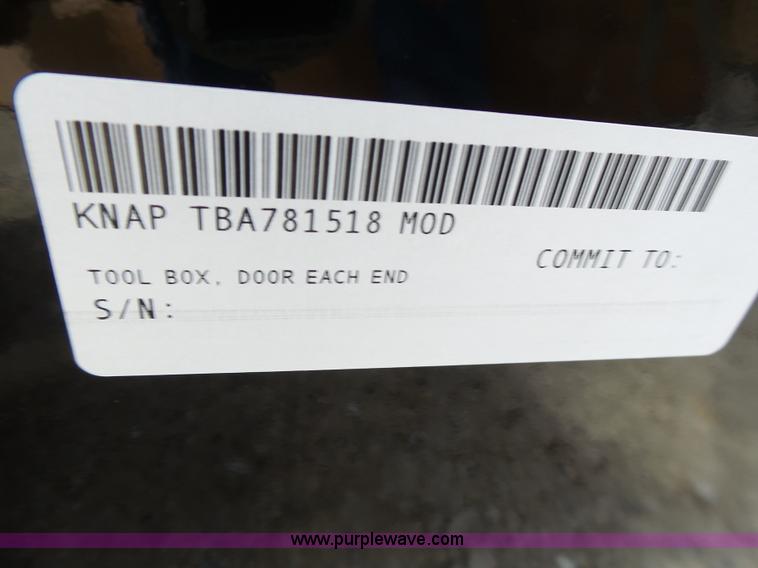 KNAP TBA781518 MOD
COMMIT TO:
TOOL BOX, DOOR EACH END
S/N:
www.purplewave.com